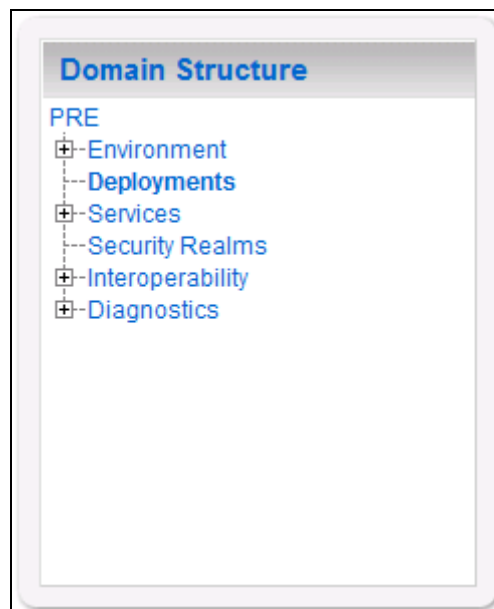 Domain Structure
PRE
Environment
Deployments
Services
Security Realms
Interoperability
Diagnostics